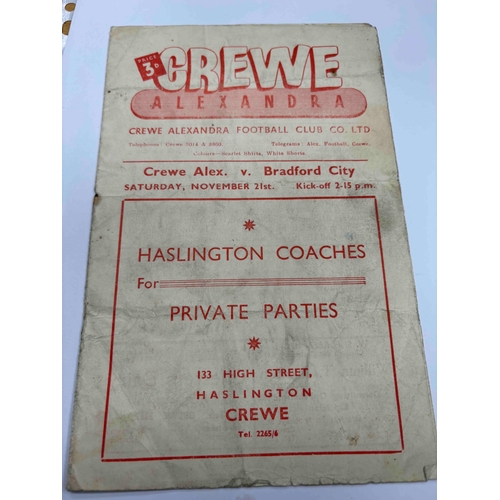 PRICE
3D
CREWE
ALEXANDRA
CREWE ALEXANDRA FOOTBALL CLUB CO. LTD
Telephones: Crewe Telegrams: Alex, Football, Crewe.
Colours—Scarlet Shirts, White Shorts.
Crewe Alex. v. Bradford City
SATURDAY, NOVEMBER 21st. Kick-off 2-15 p.m.
HASLINGTON COACHES
For
PRIVATE PARTIES
133 HIGH STREET,
HASLINGTON
CREWE
Tel. 2265/6